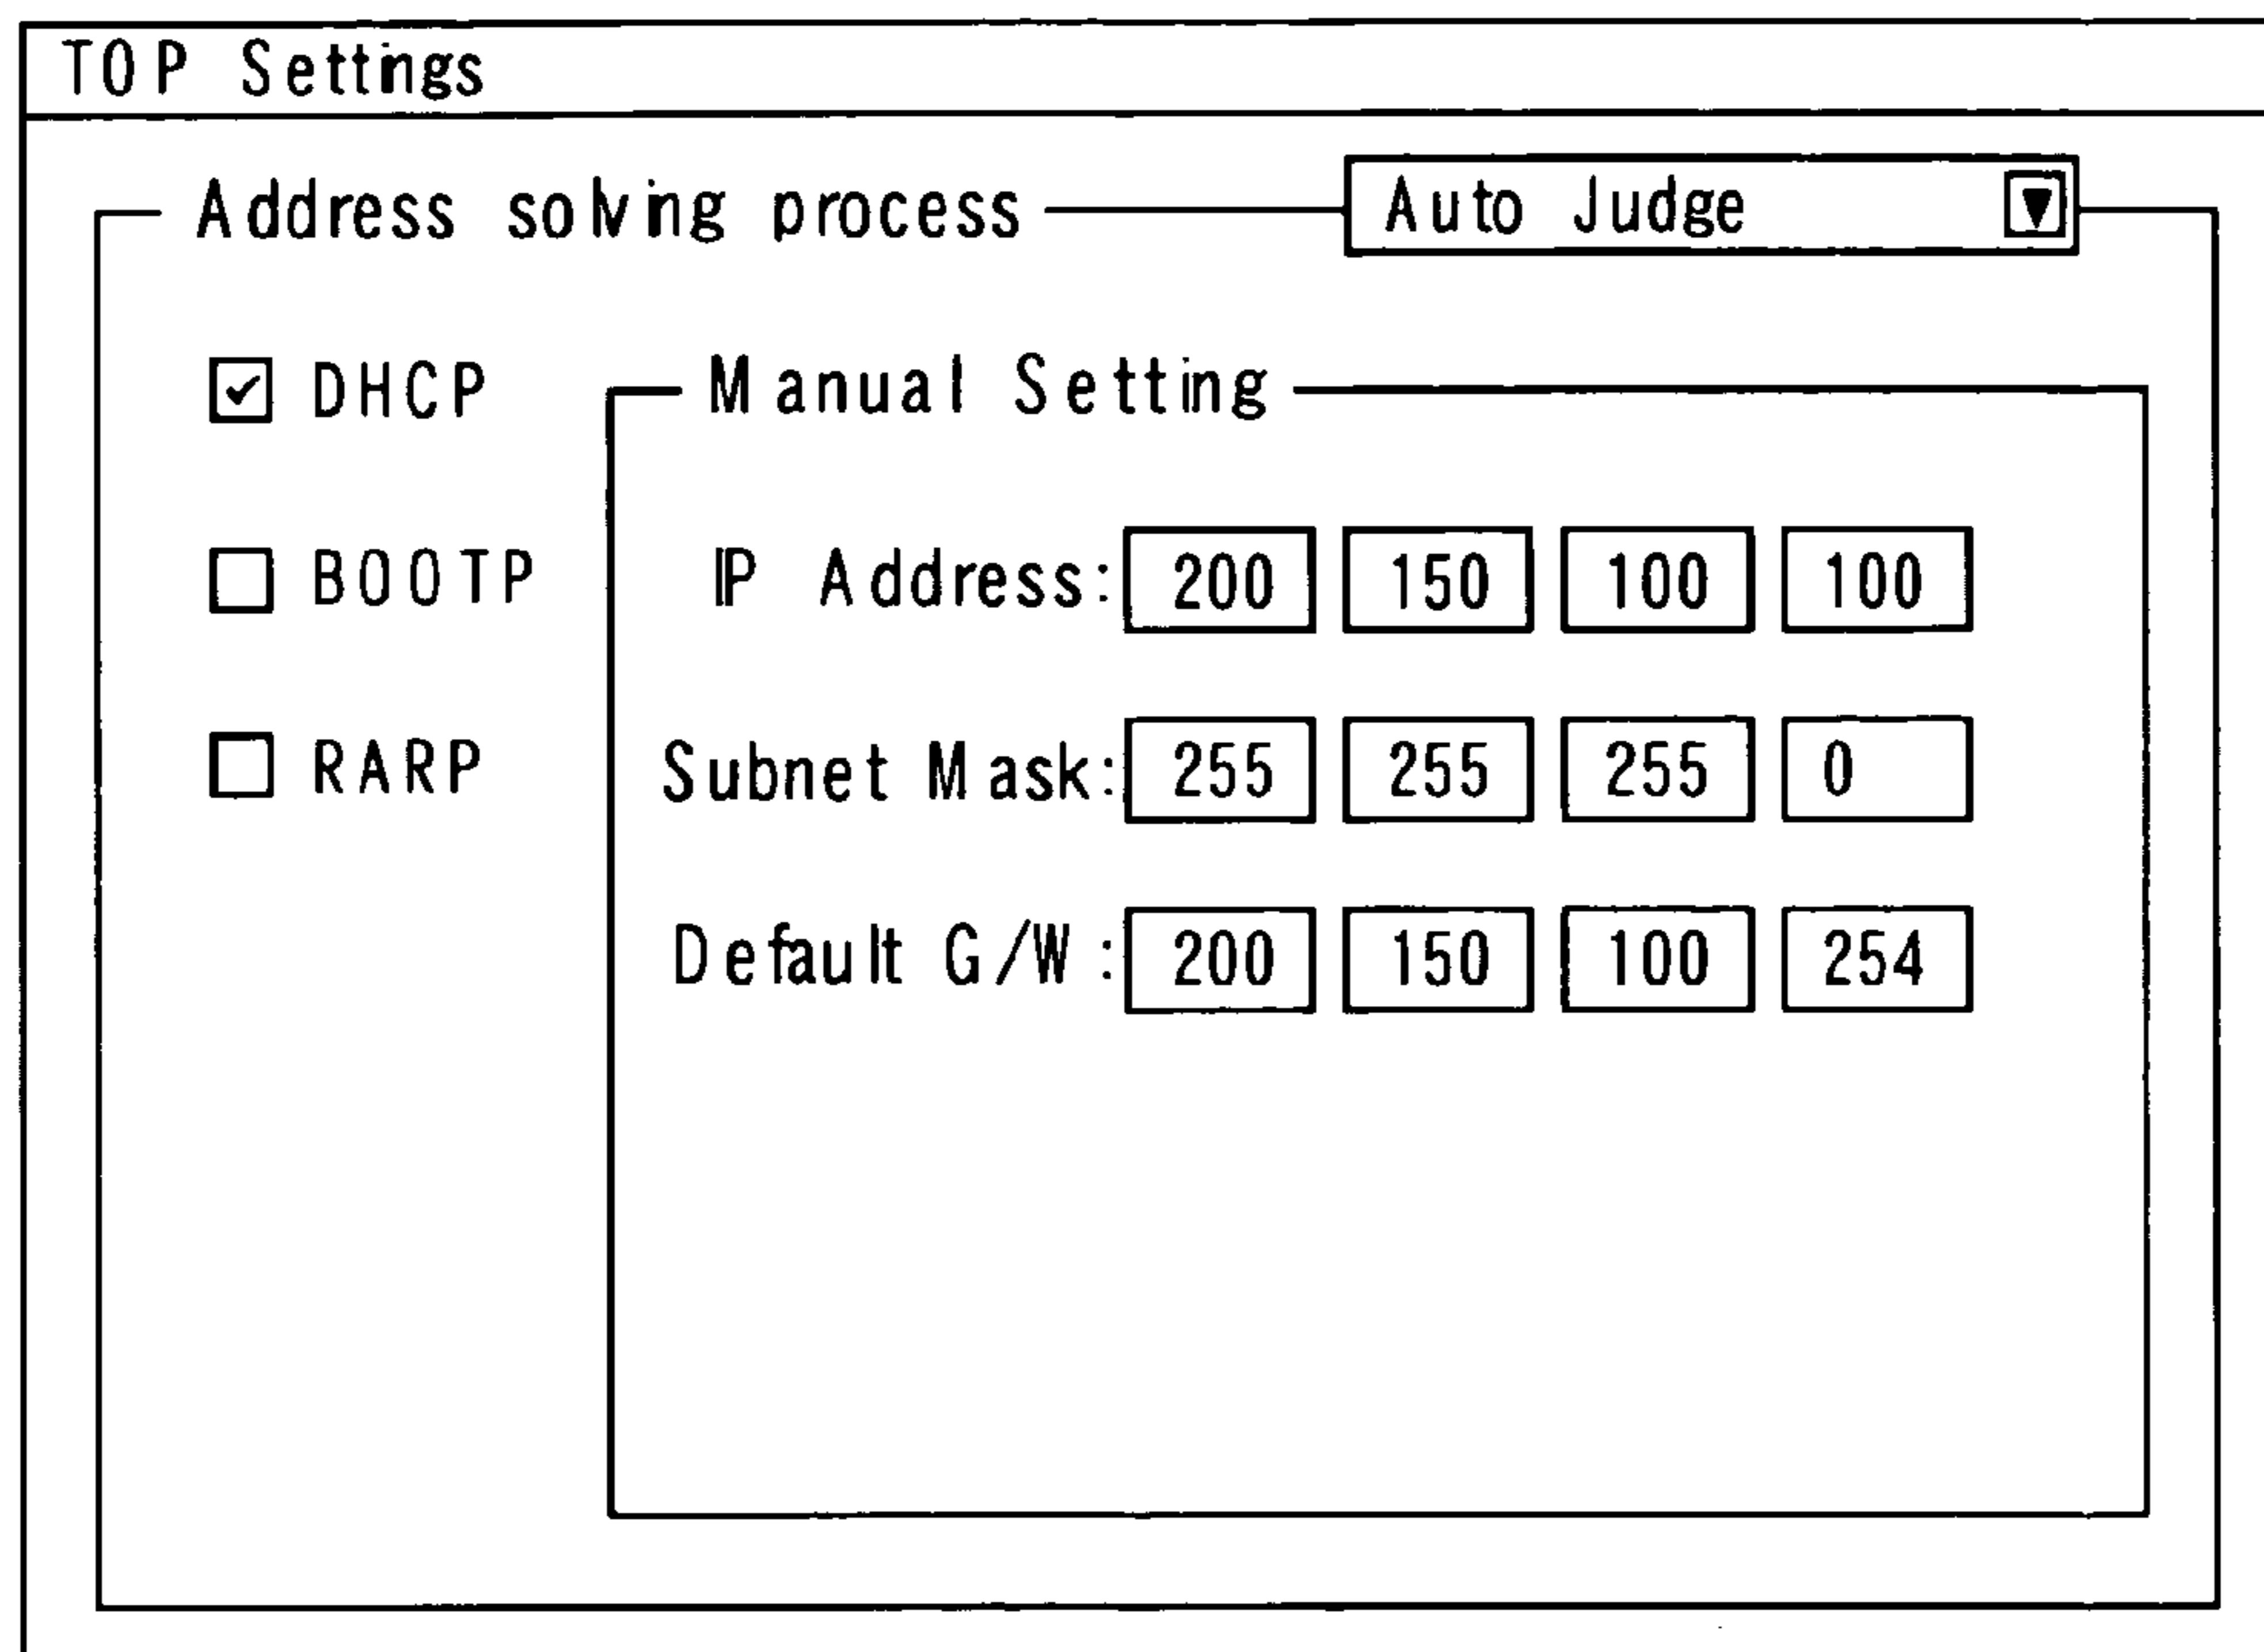 TOP Settings
Address solving process Auto Judge
DHCP Manual Setting
BOOTP IP Address: 200 150 100 100
RARP Subnet Mask: 255 255 255 0
Default G/W: 200 150 100 254